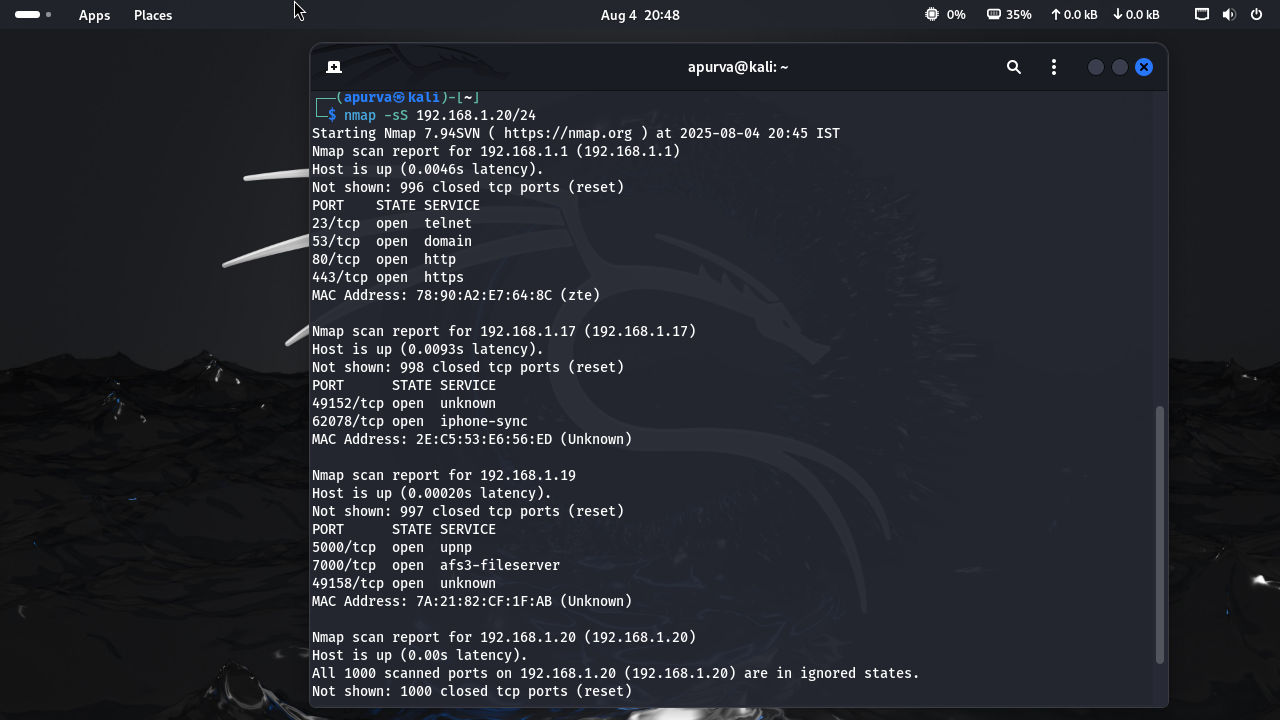 Apps Places Aug 4 20:48 0% 35% 0.0 kB 0.0 kB
apurva@kali: ~
(apurva㉿kali)-[~]
$ nmap -sS 192.168.1.20/24
Starting Nmap 7.94SVN ( https://nmap.org ) at 2025-08-04 20:45 IST
Nmap scan report for 192.168.1.1 (192.168.1.1)
Host is up (0.0046s latency).
Not shown: 996 closed tcp ports (reset)
PORT    STATE SERVICE
23/tcp  open  telnet
53/tcp  open  domain
80/tcp  open  http
443/tcp open  https
MAC Address: 78:90:A2:E7:64:8C (zte)

Nmap scan report for 192.168.1.17 (192.168.1.17)
Host is up (0.0093s latency).
Not shown: 998 closed tcp ports (reset)
PORT      STATE SERVICE
49152/tcp open  unknown
62078/tcp open  iphone-sync
MAC Address: 2E:C5:53:E6:56:ED (Unknown)

Nmap scan report for 192.168.1.19
Host is up (0.00020s latency).
Not shown: 997 closed tcp ports (reset)
PORT      STATE SERVICE
5000/tcp  open  upnp
7000/tcp  open  afs3-fileserver
49158/tcp open  unknown
MAC Address: 7A:21:82:CF:1F:AB (Unknown)

Nmap scan report for 192.168.1.20 (192.168.1.20)
Host is up (0.00s latency).
All 1000 scanned ports on 192.168.1.20 (192.168.1.20) are in ignored states.
Not shown: 1000 closed tcp ports (reset)